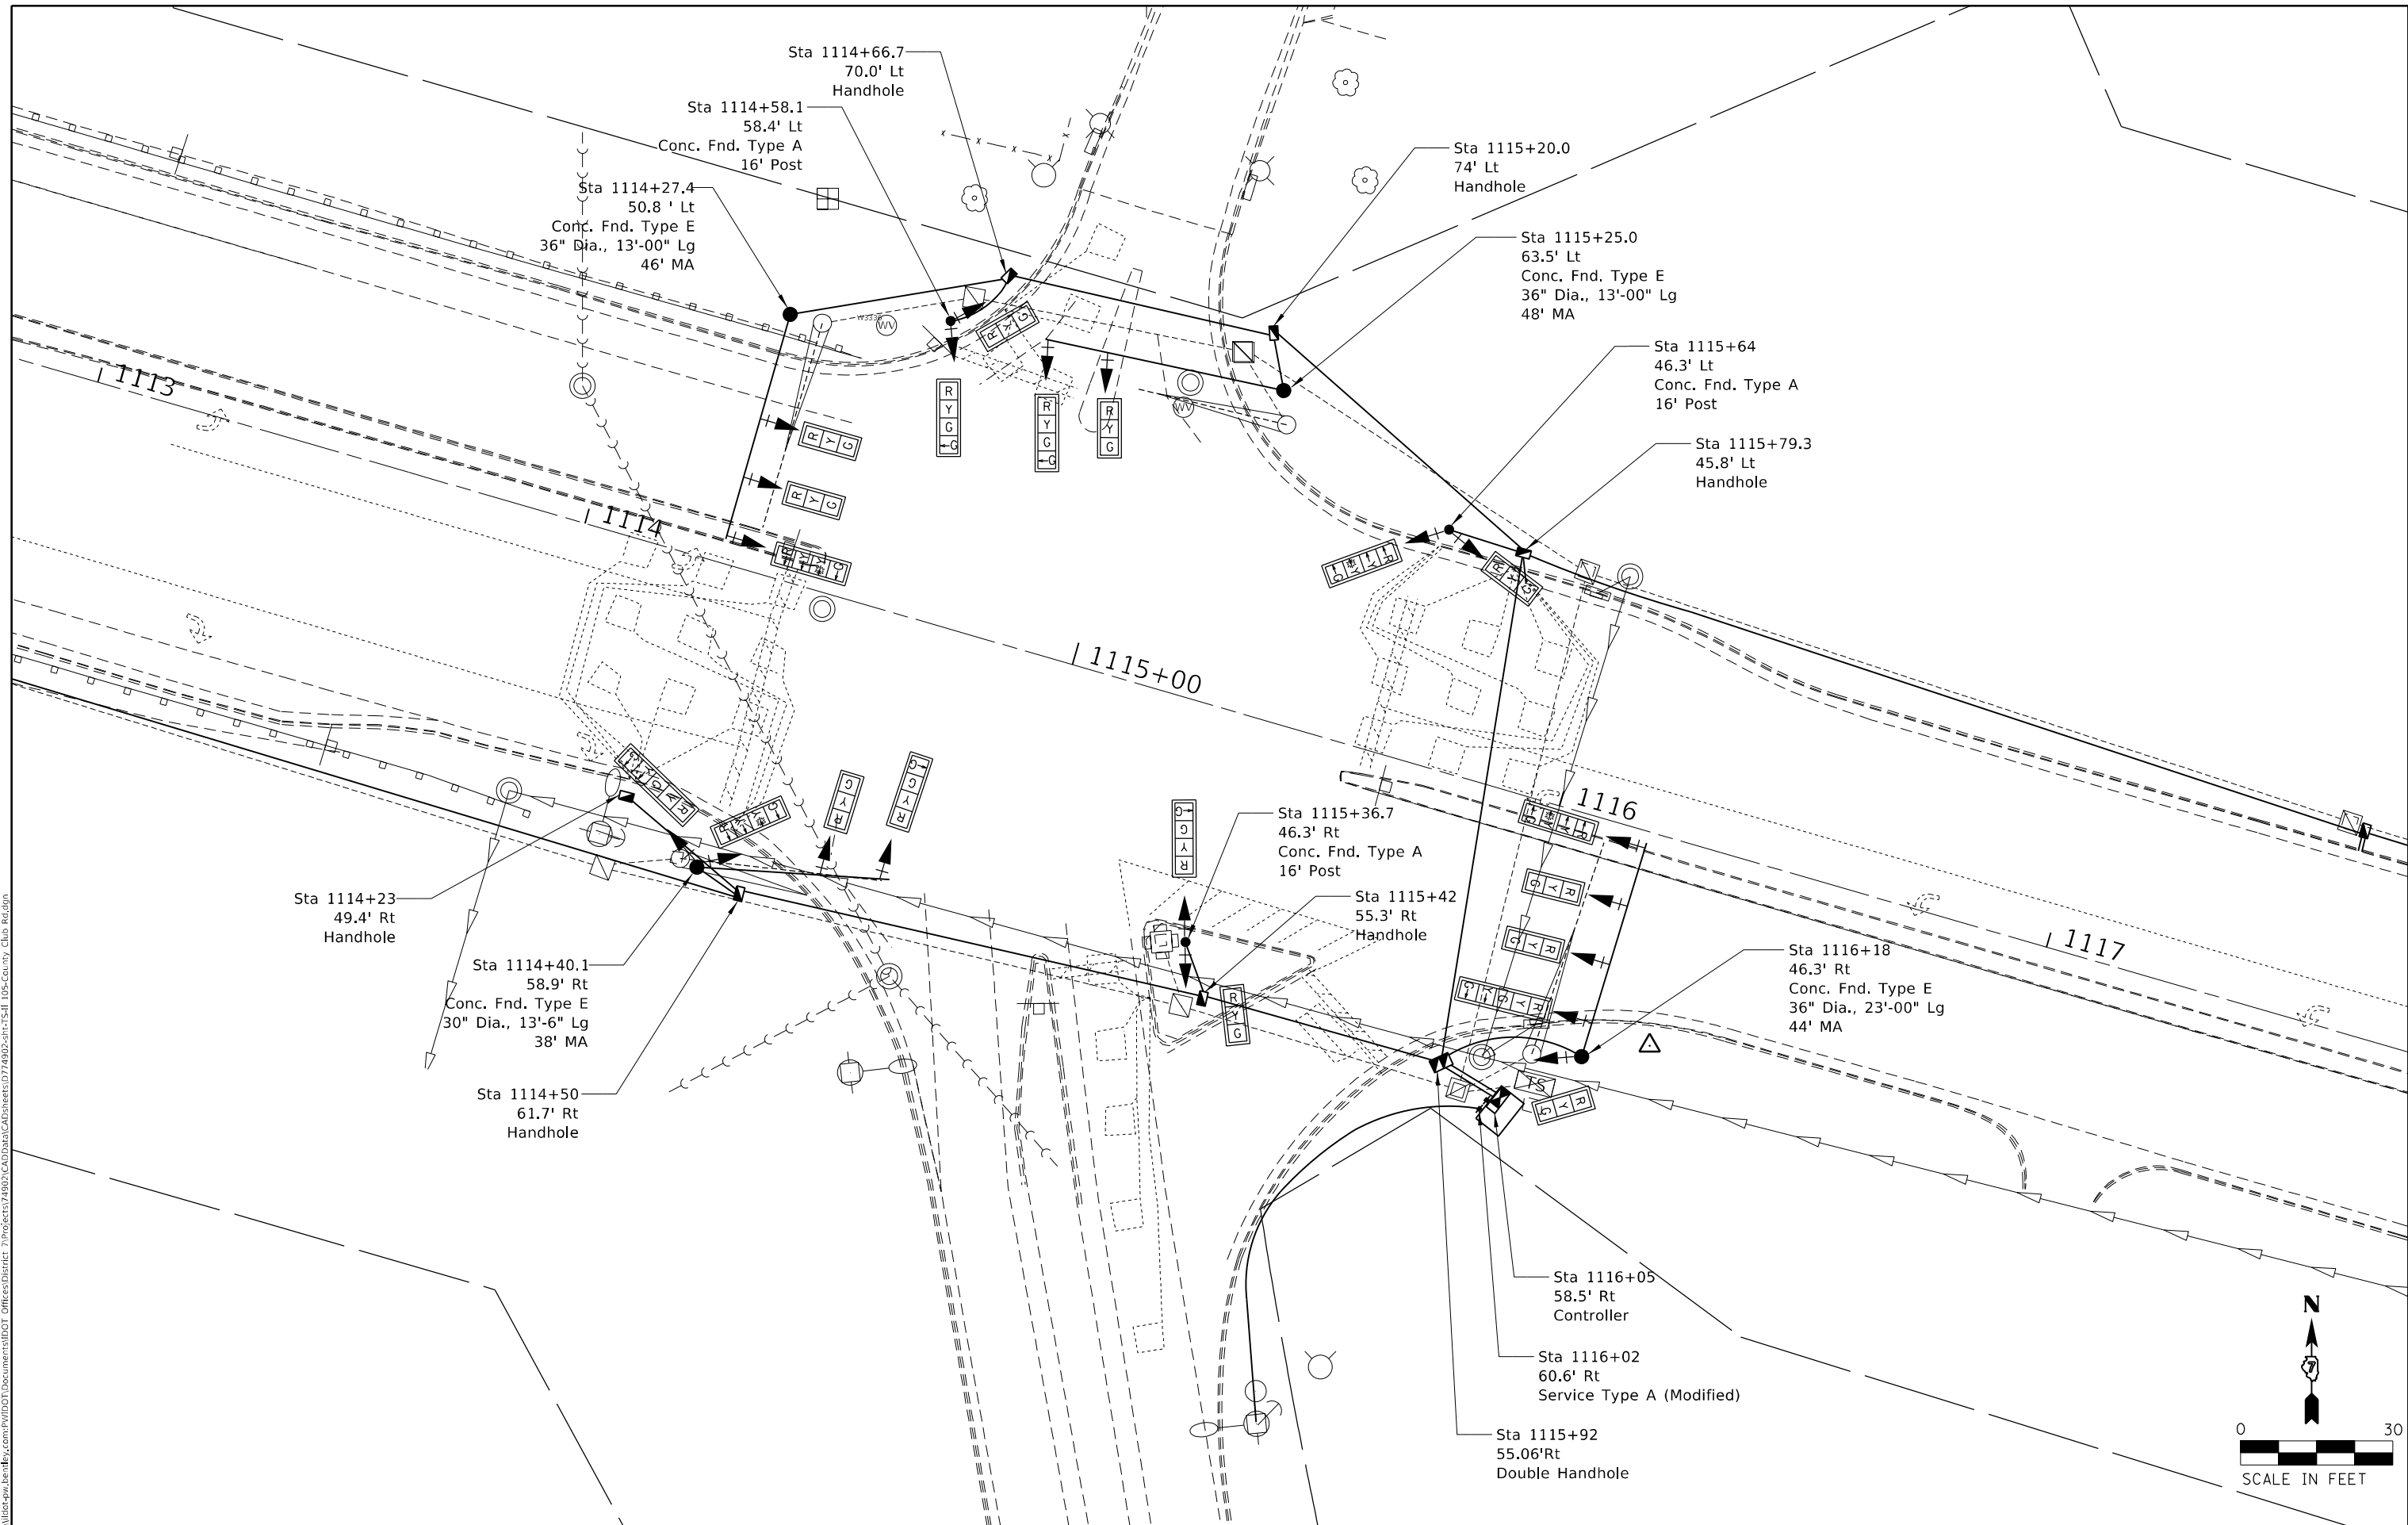 Sta 1114+66.7
70.0' Lt
Handhole
Sta 1114+58.1
58.4' Lt
Conc. Fnd. Type A
16' Post
Sta 1114+27.4
50.8 ' Lt
Conc. Fnd. Type E
36" Dia., 13'-00" Lg
46' MA
Sta 1115+20.0
74' Lt
Handhole
Sta 1115+25.0
63.5' Lt
Conc. Fnd. Type E
36" Dia., 13'-00" Lg
48' MA
Sta 1115+64
46.3' Lt
Conc. Fnd. Type A
16' Post
Sta 1115+79.3
45.8' Lt
Handhole
WV
WV
R Y G
R
Y
G
G
R
Y
G
G
R
Y
G
R Y G
R Y G
1113
1114
1115+00
1116
1117
Sta 1115+36.7
46.3' Rt
Conc. Fnd. Type A
16' Post
Sta 1115+42
55.3' Rt
Handhole
Sta 1114+23
49.4' Rt
Handhole
Sta 1114+40.1
58.9' Rt
Conc. Fnd. Type E
30" Dia., 13'-6" Lg
38' MA
Sta 1114+50
61.7' Rt
Handhole
R Y G
R Y G G
R Y G G
R
Y
G
R Y G
R Y G
R Y G
TS
Sta 1116+18
46.3' Rt
Conc. Fnd. Type E
36" Dia., 23'-00" Lg
44' MA
Sta 1116+05
58.5' Rt
Controller
Sta 1116+02
60.6' Rt
Service Type A (Modified)
Sta 1115+92
55.06'Rt
Double Handhole
N
7
0 30
SCALE IN FEET